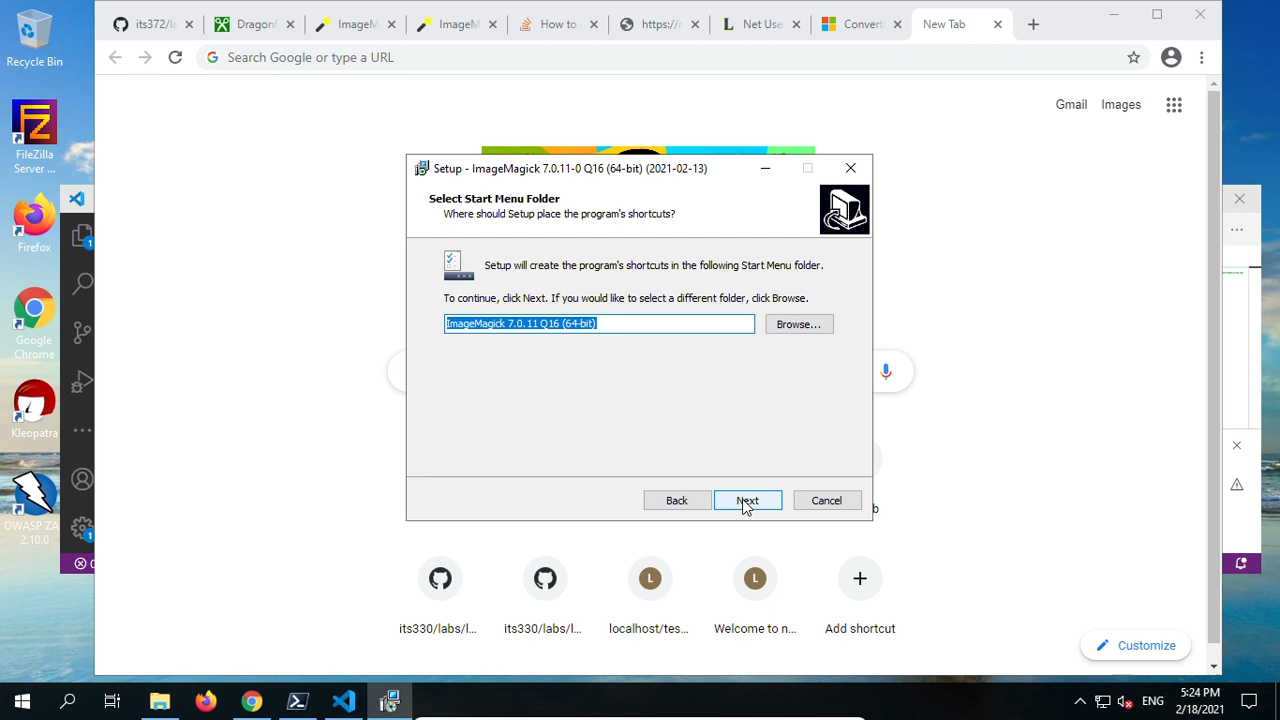 Recycle Bin
FileZilla
Server ...
Firefox
Google
Chrome
Kleopatra
OWASP ZA
2.10.0
its372/l
Dragonf
ImageM
ImageM
How to
https://
Net Use
Convert
New Tab
Search Google or type a URL
Gmail
Images
Setup - ImageMagick 7.0.11-0 Q16 (64-bit) (2021-02-13)
Select Start Menu Folder
Where should Setup place the program's shortcuts?
Setup will create the program's shortcuts in the following Start Menu folder.
To continue, click Next. If you would like to select a different folder, click Browse.
ImageMagick 7.0.11 Q16 (64-bit)
Browse...
Back
Next
Cancel
b
L
L
its330/labs/l...
its330/labs/l...
localhost/tes...
Welcome to n...
Add shortcut
Customize
1
1
0
ENG
5:24 PM
2/18/2021